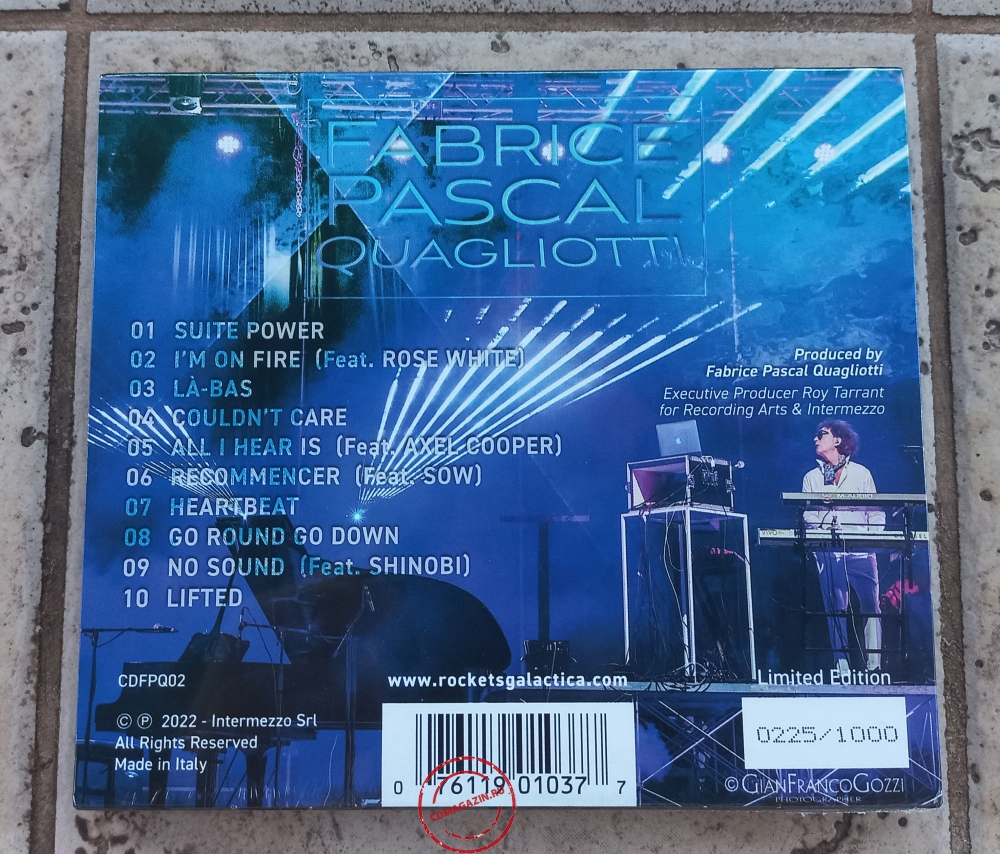 FABRICE
PASCAL
QUAGLIOTTI
01 SUITE POWER
02 I'M ON FIRE (Feat. ROSE WHITE)
03 LÀ-BAS
04 COULDN'T CARE
05 ALL I HEAR IS (Feat. AXEL COOPER)
06 RECOMMENCER (Feat. SOW)
07 HEARTBEAT
08 GO ROUND GO DOWN
09 NO SOUND (Feat. SHINOBI)
10 LIFTED
Produced by
Fabrice Pascal Quagliotti
Executive Producer Roy Tarrant
for Recording Arts & Intermezzo
M-AUDIO
CDFPQ02
www.rocketsgalactica.com
Limited Edition
© ℗ 2022 - Intermezzo Srl
All Rights Reserved
Made in Italy
0225/1000
0 76119 01037 7
CDMAGAZIN.RU
© GIANFRANCOGOZZI
PHOTOGRAPHER